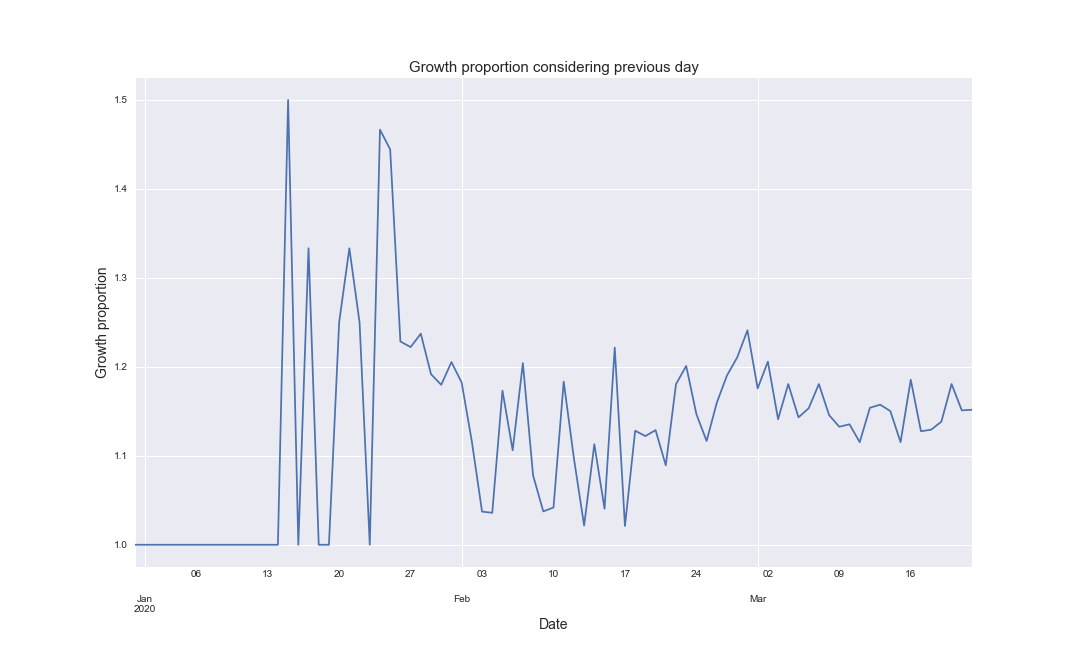 Growth proportion considering previous day
1.5
1.4
1.3
1.2
1.1
1.0
Growth proportion
06 13 20 27 03 10 17 24 02 09 16
Jan Feb Mar
2020
Date